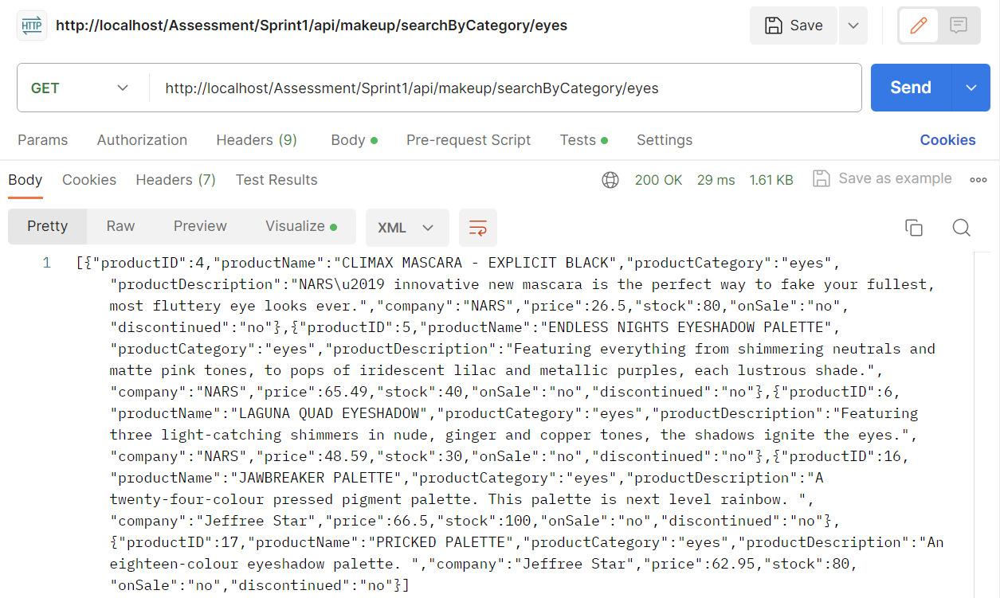 HTTP http://localhost/Assessment/Sprint1/api/makeup/searchByCategory/eyes Save
GET http://localhost/Assessment/Sprint1/api/makeup/searchByCategory/eyes Send
Params Authorization Headers (9) Body Pre-request Script Tests Settings Cookies
Body Cookies Headers (7) Test Results 200 OK 29 ms 1.61 KB Save as example
Pretty Raw Preview Visualize XML
1 [{"productID":4,"productName":"CLIMAX MASCARA - EXPLICIT BLACK","productCategory":"eyes",
"productDescription":"NARS\u2019 innovative new mascara is the perfect way to fake your fullest,
most fluttery eye looks ever.","company":"NARS","price":26.5,"stock":80,"onSale":"no",
"discontinued":"no"},{"productID":5,"productName":"ENDLESS NIGHTS EYESHADOW PALETTE",
"productCategory":"eyes","productDescription":"Featuring everything from shimmering neutrals and
matte pink tones, to pops of iridescent lilac and metallic purples, each lustrous shade.",
"company":"NARS","price":65.49,"stock":40,"onSale":"no","discontinued":"no"},{"productID":6,
"productName":"LAGUNA QUAD EYESHADOW","productCategory":"eyes","productDescription":"Featuring
three light-catching shimmers in nude, ginger and copper tones, the shadows ignite the eyes.",
"company":"NARS","price":48.59,"stock":30,"onSale":"no","discontinued":"no"},{"productID":16,
"productName":"JAWBREAKER PALETTE","productCategory":"eyes","productDescription":"A
twenty-four-colour pressed pigment palette. This palette is next level rainbow. ",
"company":"Jeffree Star","price":66.5,"stock":100,"onSale":"no","discontinued":"no"},
{"productID":17,"productName":"PRICKED PALETTE","productCategory":"eyes","productDescription":"An
eighteen-colour eyeshadow palette. ","company":"Jeffree Star","price":62.95,"stock":80,
"onSale":"no","discontinued":"no"}]